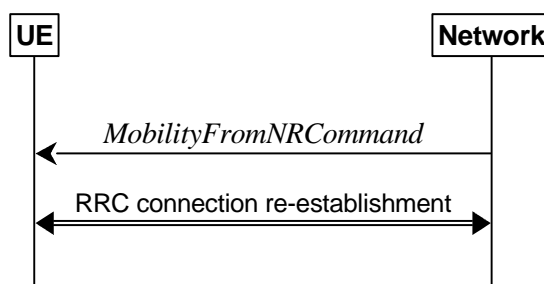 UE
Network
MobilityFromNRCommand
RRC connection re-establishment